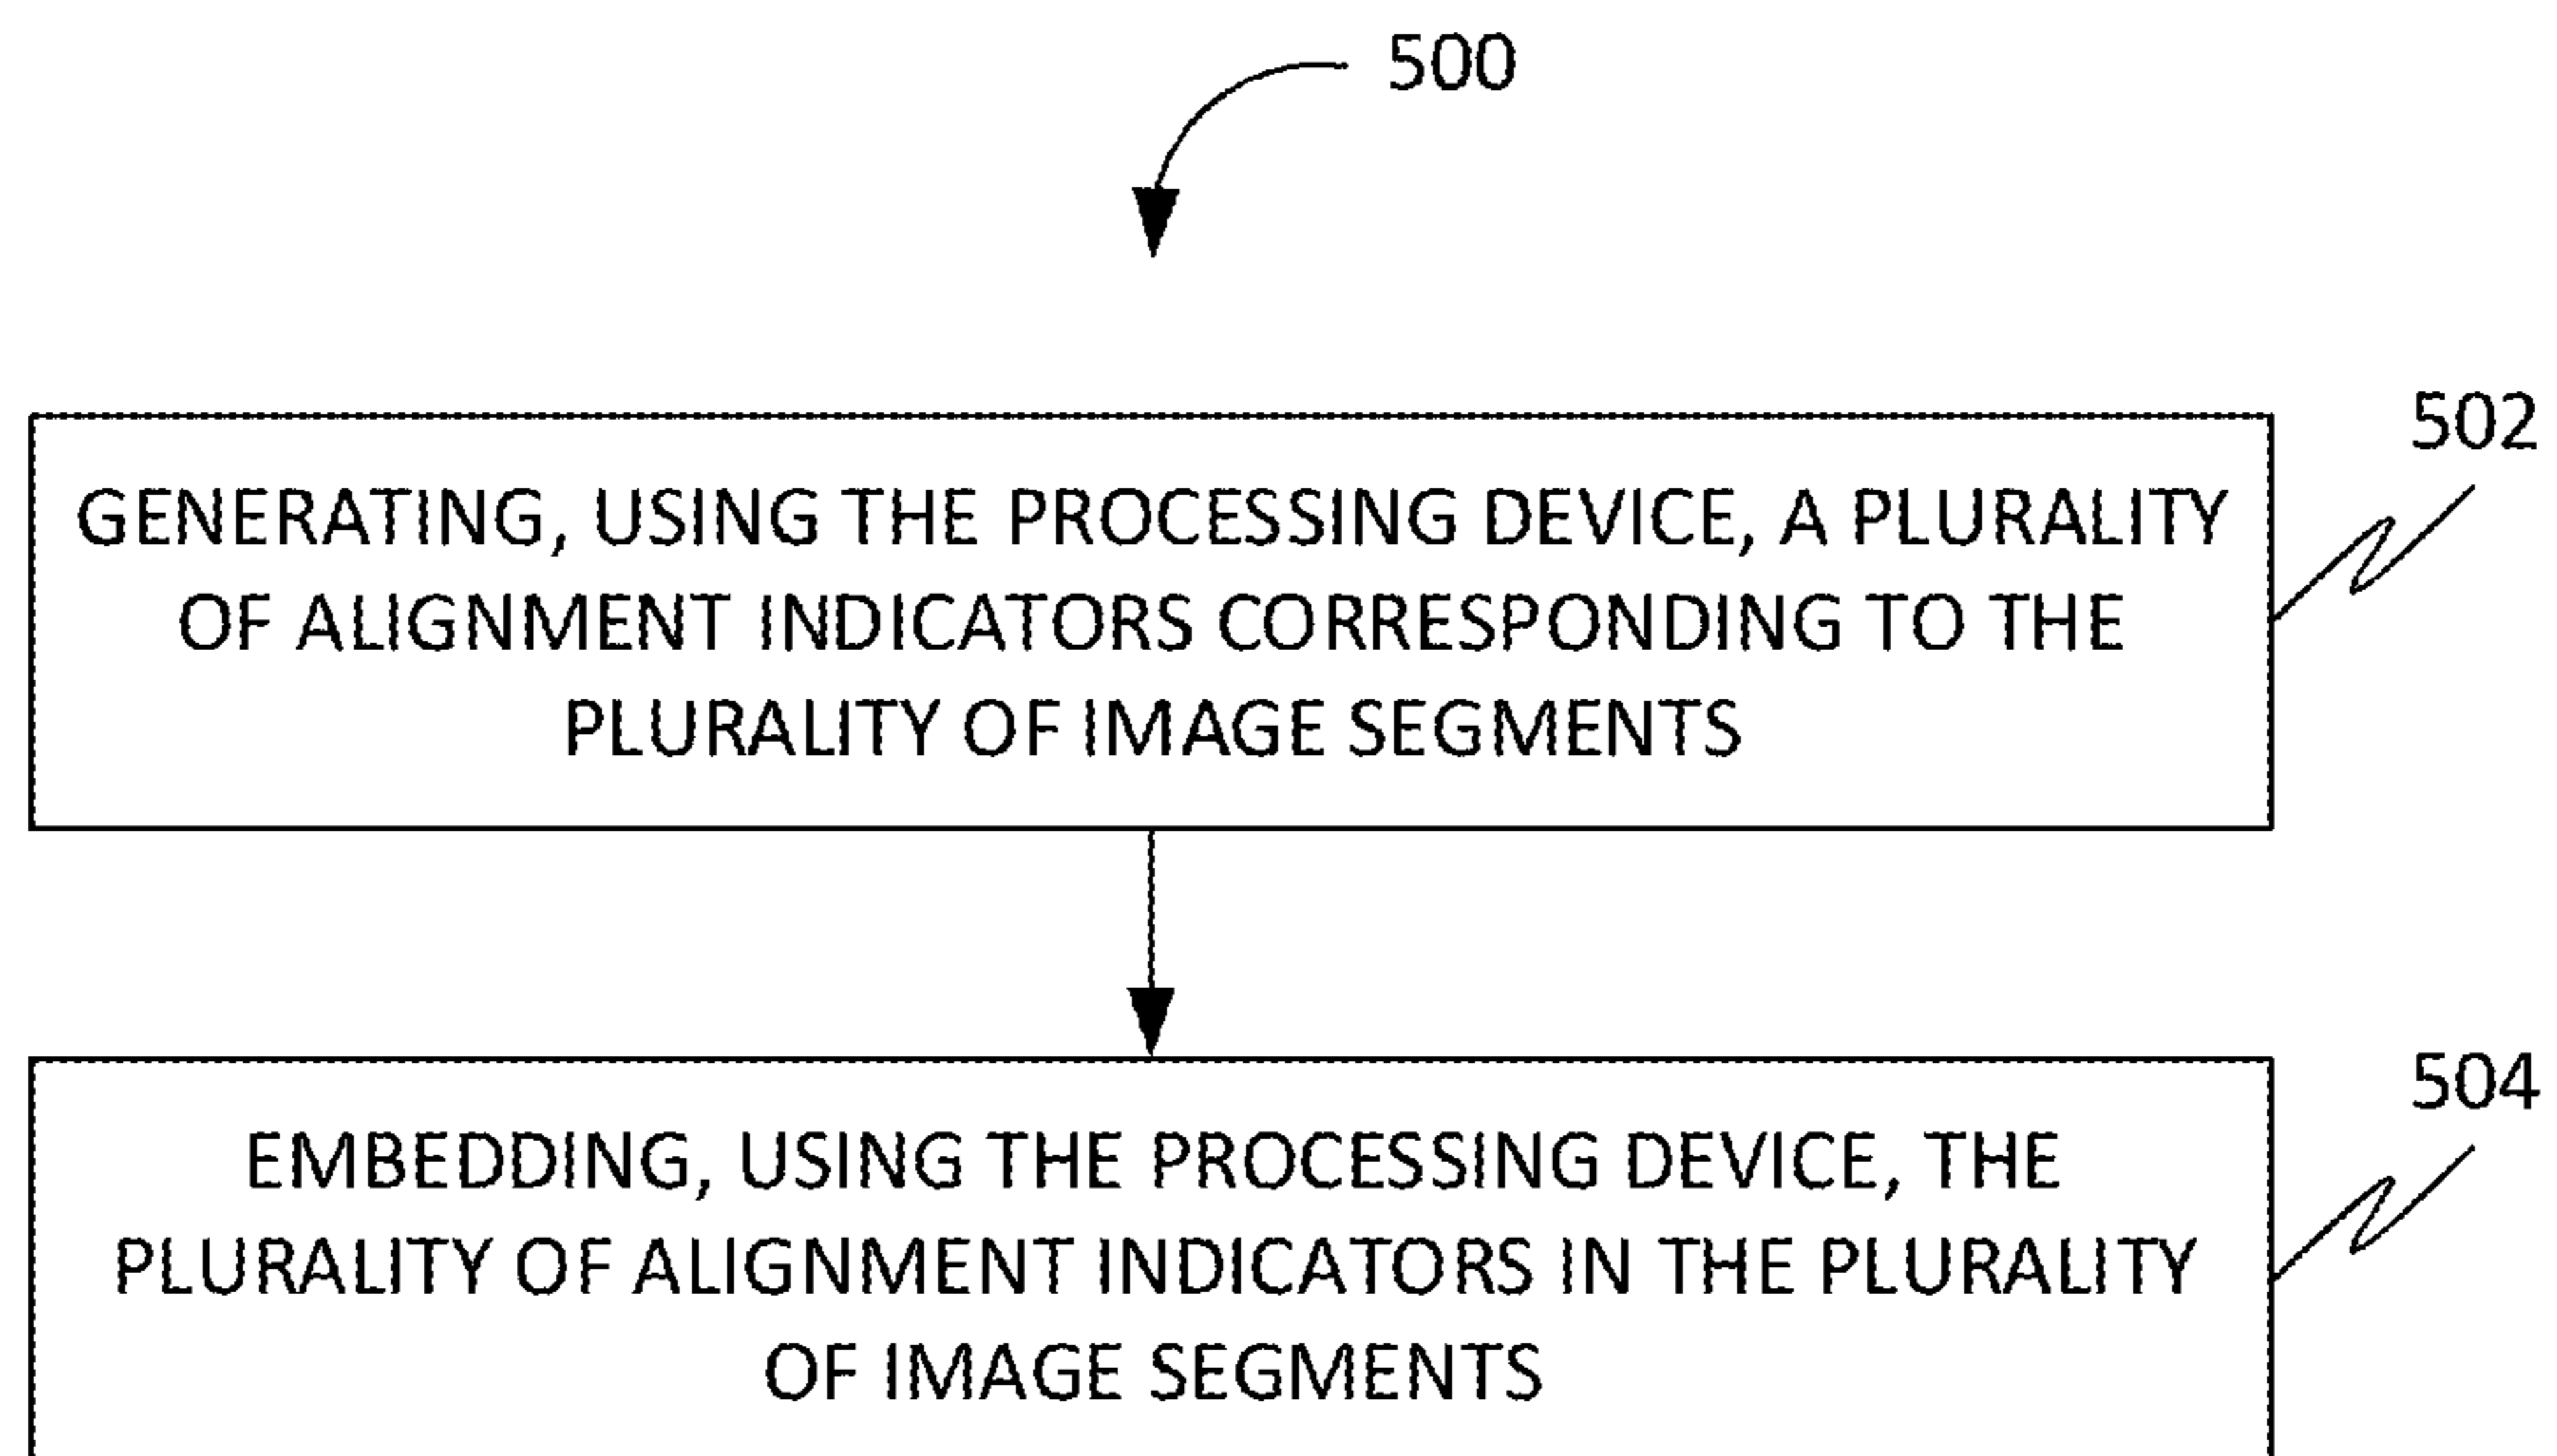 500
502
GENERATING, USING THE PROCESSING DEVICE, A PLURALITY
OF ALIGNMENT INDICATORS CORRESPONDING TO THE
PLURALITY OF IMAGE SEGMENTS
504
EMBEDDING, USING THE PROCESSING DEVICE, THE
PLURALITY OF ALIGNMENT INDICATORS IN THE PLURALITY
OF IMAGE SEGMENTS